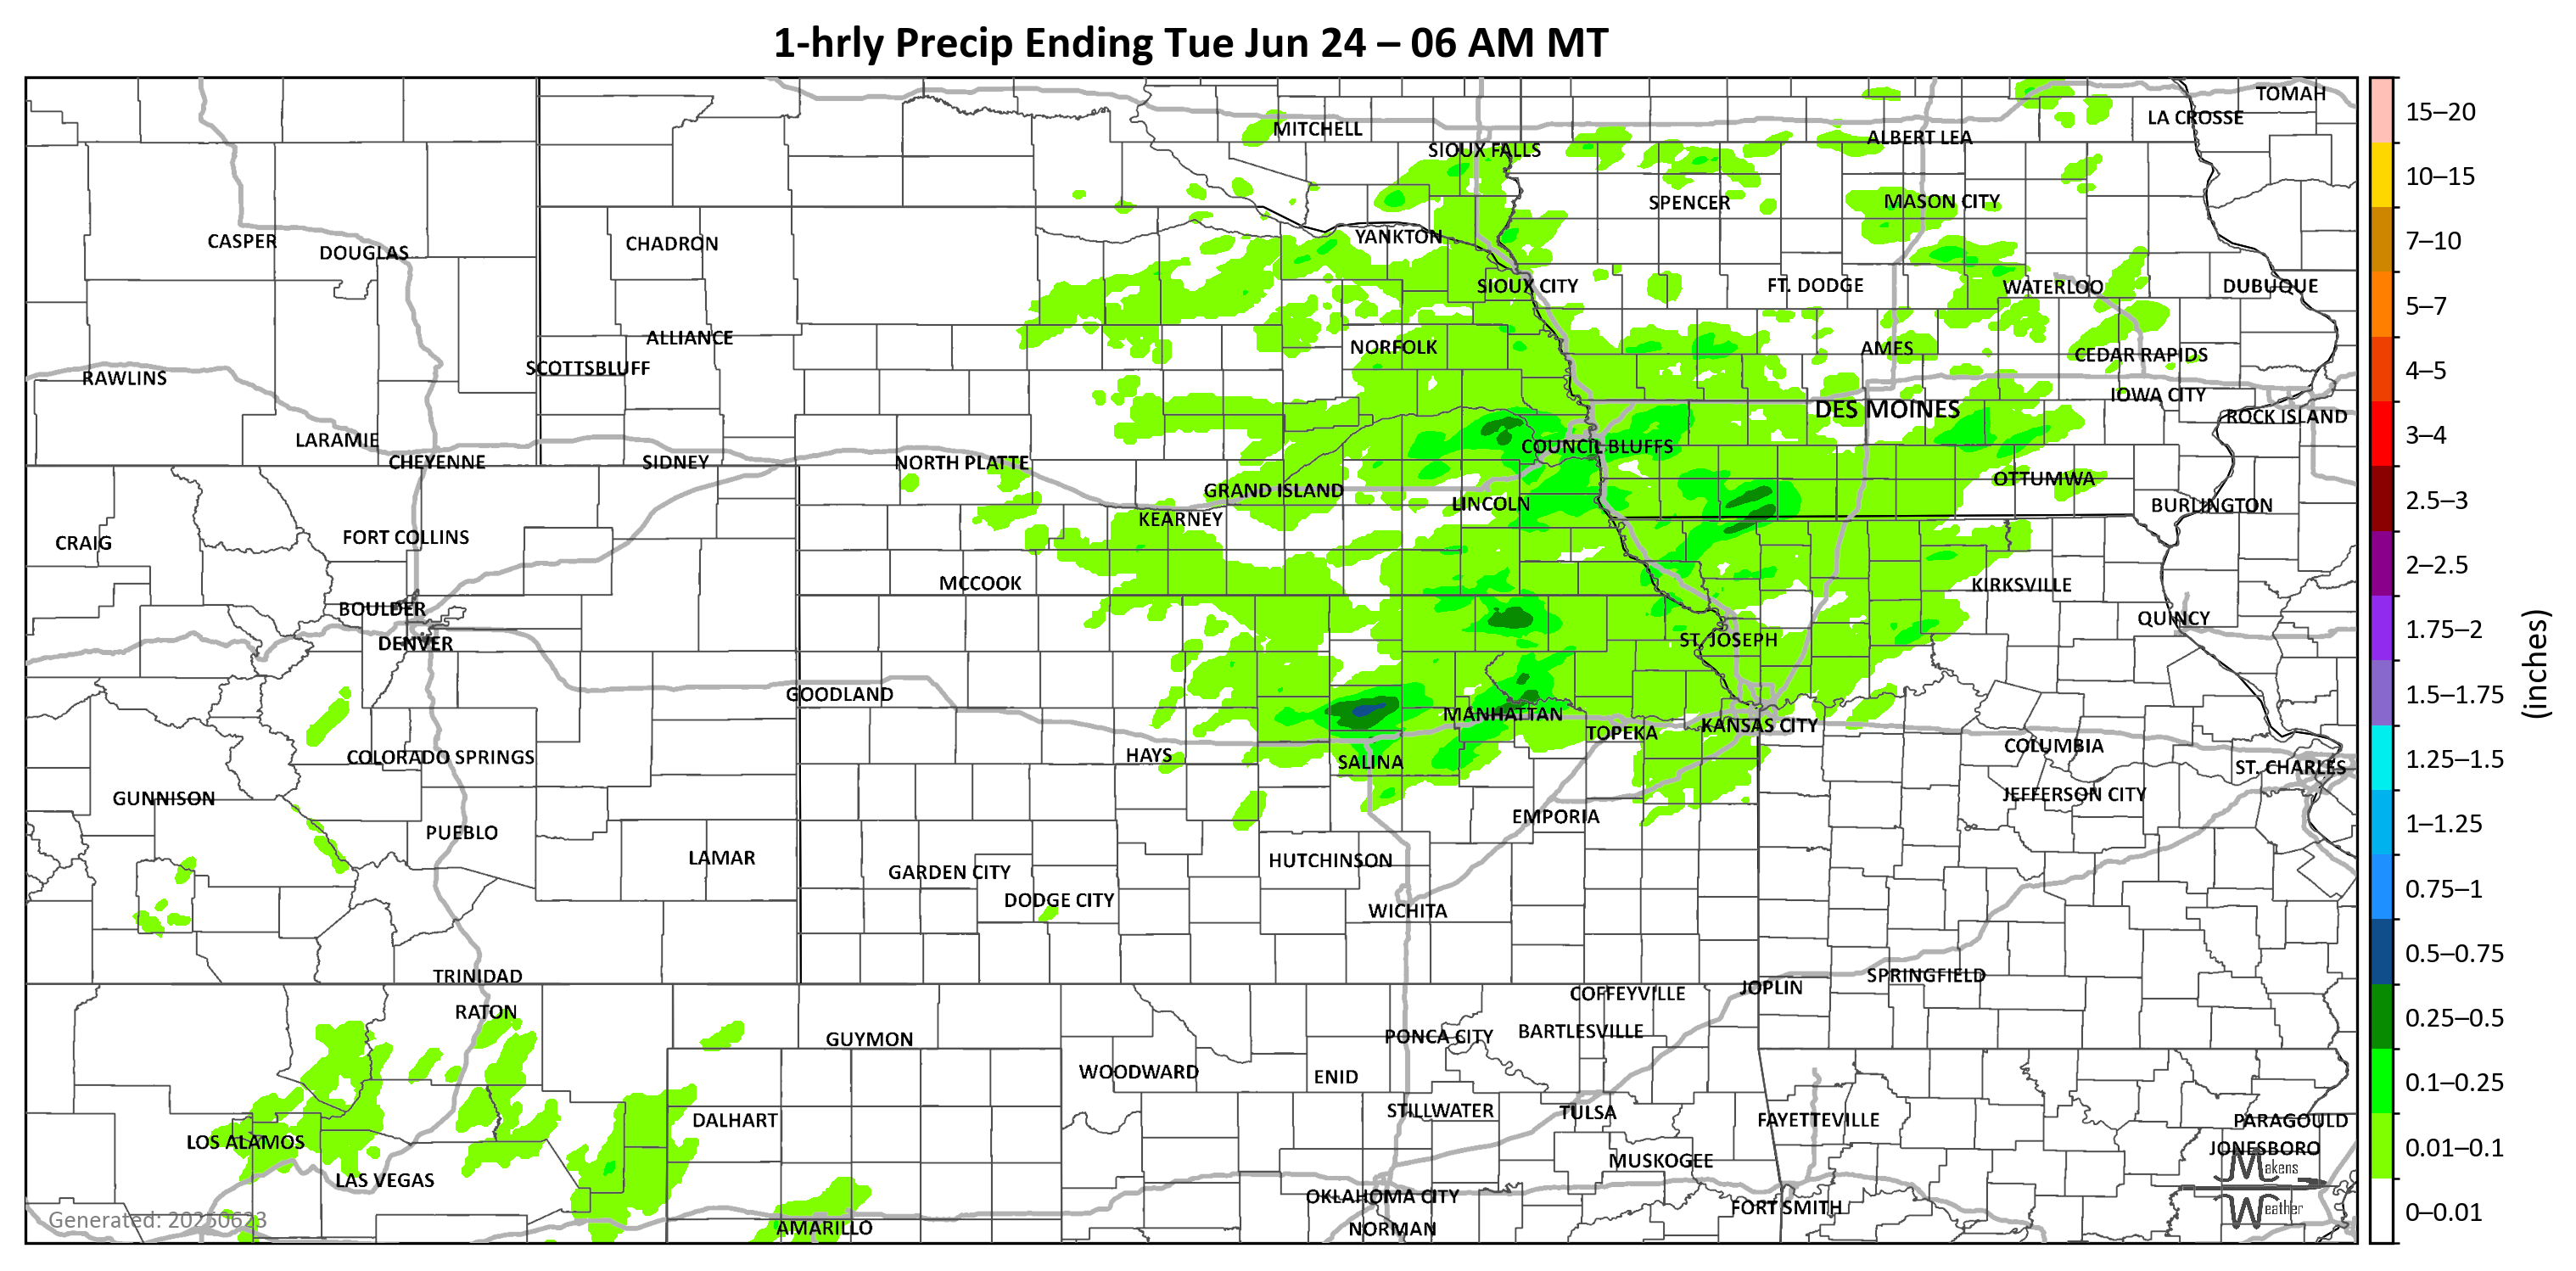 1-hrly Precip Ending Tue Jun 24 – 06 AM MT
TOMAH
LA CROSSE
MITCHELL
ALBERT LEA
SIOUX FALLS
SPENCER
MASON CITY
YANKTON
CASPER
DOUGLAS
CHADRON
SIOUX CITY
FT. DODGE
WATERLOO
DUBUQUE
ALLIANCE
NORFOLK
AMES
CEDAR RAPIDS
SCOTTSBLUFF
RAWLINS
IOWA CITY
DES MOINES
ROCK ISLAND
LARAMIE
COUNCIL BLUFFS
CHEYENNE
SIDNEY
NORTH PLATTE
OTTUMWA
GRAND ISLAND
LINCOLN
BURLINGTON
KEARNEY
FORT COLLINS
CRAIG
MCCOOK
KIRKSVILLE
BOULDER
QUINCY
DENVER
ST. JOSEPH
GOODLAND
MANHATTAN
KANSAS CITY
TOPEKA
COLUMBIA
HAYS
COLORADO SPRINGS
SALINA
ST. CHARLES
GUNNISON
JEFFERSON CITY
EMPORIA
PUEBLO
LAMAR
HUTCHINSON
GARDEN CITY
DODGE CITY
WICHITA
TRINIDAD
SPRINGFIELD
JOPLIN
COFFEYVILLE
RATON
GUYMON
PONCA CITY
BARTLESVILLE
WOODWARD
ENID
STILLWATER
TULSA
DALHART
FAYETTEVILLE
PARAGOULD
LOS ALAMOS
JONESBORO
LAS VEGAS
MUSKOGEE
OKLAHOMA CITY
FORT SMITH
AMARILLO
NORMAN
Generated: 20250623
Makens
Weather
15–20
10–15
7–10
5–7
4–5
3–4
2.5–3
2–2.5
1.75–2
1.5–1.75
1.25–1.5
1–1.25
0.75–1
0.5–0.75
0.25–0.5
0.1–0.25
0.01–0.1
0–0.01
(inches)